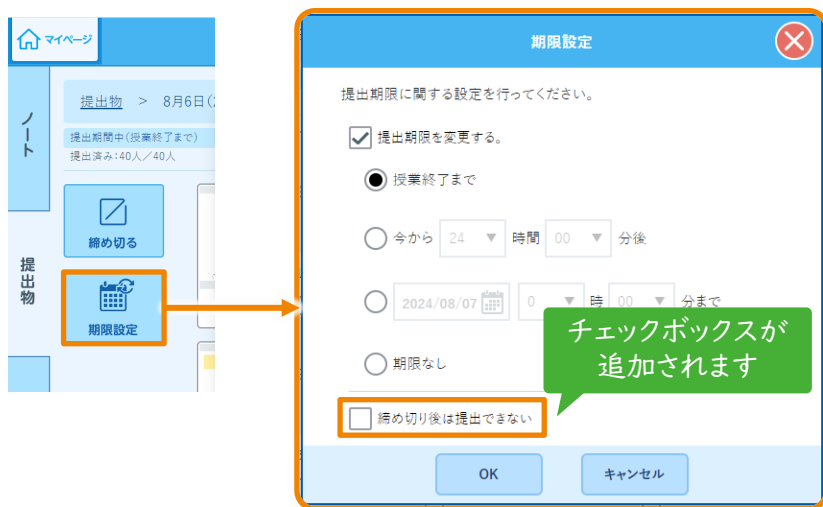 マイページ
ノート
提出物
提出物 > 8月6日(
提出期間中(授業終了まで)
提出済み:40人／40人
締め切る
期限設定
期限設定
提出期限に関する設定を行ってください。
提出期限を変更する。
授業終了まで
今から 24 ▼ 時間 00 ▼ 分後
2024/08/07 0 ▼ 時 00 ▼ 分まで
期限なし
チェックボックスが
追加されます
締め切り後は提出できない
OK
キャンセル